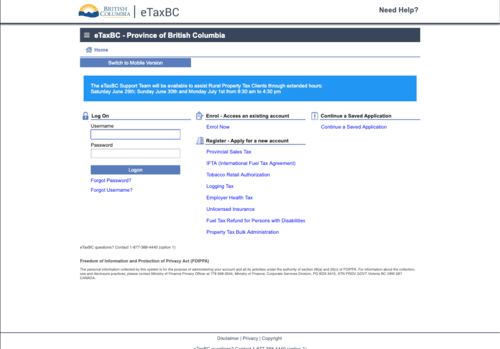 BRITISH COLUMBIA
eTaxBC
Need Help?
eTaxBC - Province of British Columbia
Home
Switch to Mobile Version
The eTaxBC Support Team will be available to assist Rural Property Tax Clients through extended hours:
Saturday June 29th; Sunday June 30th and Monday July 1st from 8:30 am to 4:30 pm
Log On
Username
Password
Logon
Forgot Password?
Forgot Username?
Enrol - Access an existing account
Enrol Now
Register - Apply for a new account
Provincial Sales Tax
IFTA (International Fuel Tax Agreement)
Tobacco Retail Authorization
Logging Tax
Employer Health Tax
Unlicensed Insurance
Fuel Tax Refund for Persons with Disabilities
Property Tax Bulk Administration
Continue a Saved Application
Continue a Saved Application
eTaxBC questions? Contact 1-877-388-4440 (option 1)
Freedom of Information and Protection of Privacy Act (FOIPPA)
The personal information collected by this system is for the purpose of administering your account and all its activities under the authority of section 26(a) and 26(c) of FOIPPA. For information about the collection,
use and disclosure practices, please contact Ministry of Finance Privacy Officer at Ministry of Finance, Corporate Services Division, PO BOX 9415, STN PROV GOVT Victoria BC
CANADA.
Disclaimer | Privacy | Copyright
eTaxBC questions? Contact 1-877-388-4440 (option 1)